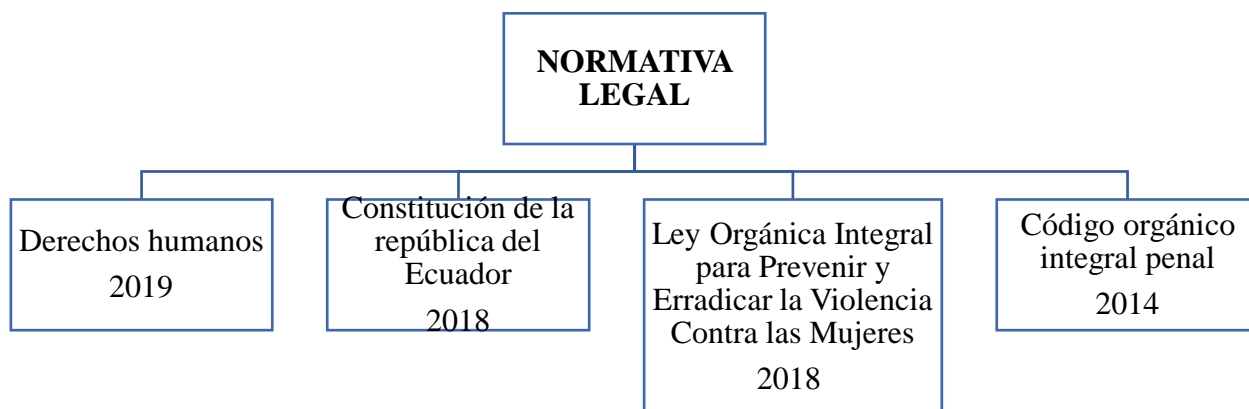 NORMATIVA
LEGAL
Derechos humanos
2019
Constitución de la
república del
Ecuador
2018
Ley Orgánica Integral
para Prevenir y
Erradicar la Violencia
Contra las Mujeres
2018
Código orgánico
integral penal
2014